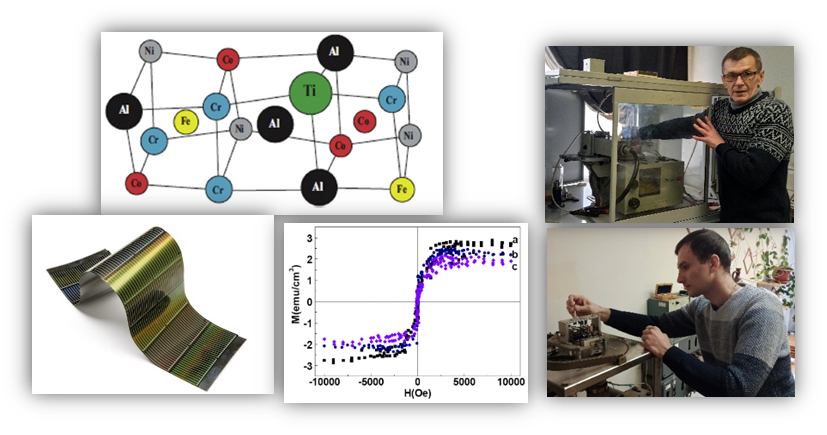 Ni
Co
Al
Ni
Ti
Al
Cr
Cr
Fe
Ni
Al
Co
Ni
Cr
Co
Co
Cr
Al
Fe
M(emu/cm³)
3
2
1
0
-1
-2
-3
a
b
c
-10000 -5000 0 5000 10000
H(Oe)